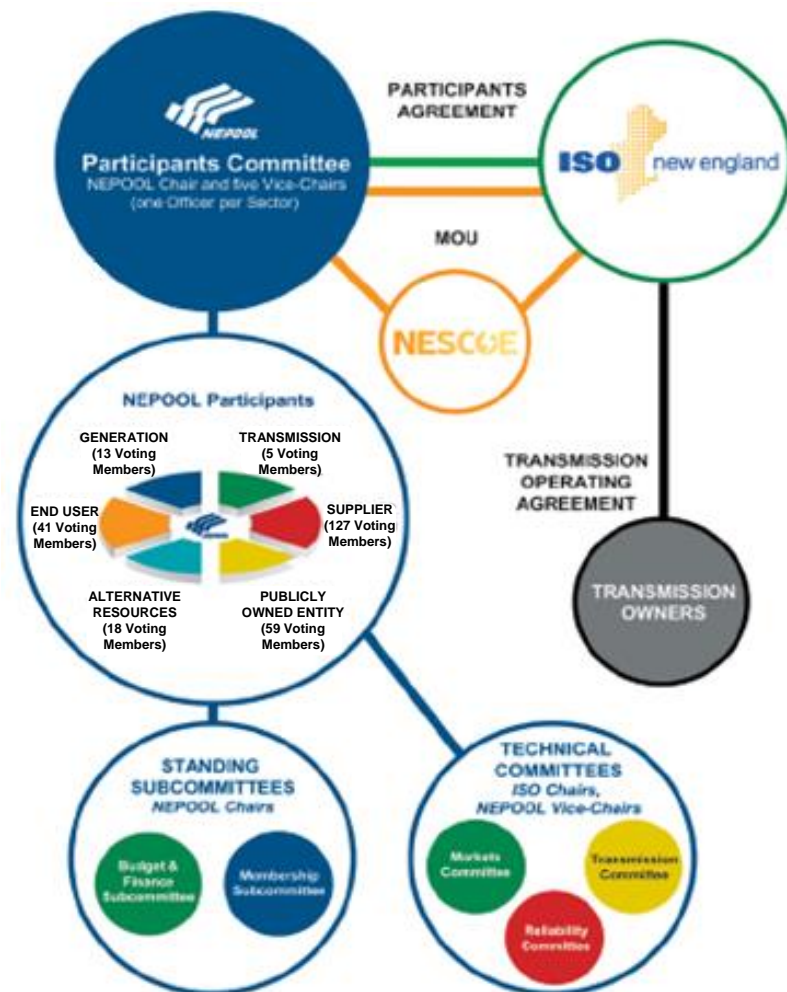 NEPOOL
Participants Committee
NEPOOL Chair and five Vice-Chairs
(one Officer per Sector)
PARTICIPANTS
AGREEMENT
ISO new england
MOU
NESCOE
NEPOOL Participants
GENERATION
(13 Voting
Members)
TRANSMISSION
(5 Voting
Members)
END USER
(41 Voting
Members)
SUPPLIER
(127 Voting
Members)
ALTERNATIVE
RESOURCES
(18 Voting
Members)
PUBLICLY
OWNED ENTITY
(59 Voting
Members)
TRANSMISSION
OPERATING
AGREEMENT
TRANSMISSION
OWNERS
STANDING
SUBCOMMITTEES
NEPOOL Chairs
Budget &
Finance
Subcommittee
Membership
Subcommittee
TECHNICAL
COMMITTEES
ISO Chairs,
NEPOOL Vice-Chairs
Markets
Committee
Transmission
Committee
Reliability
Committee